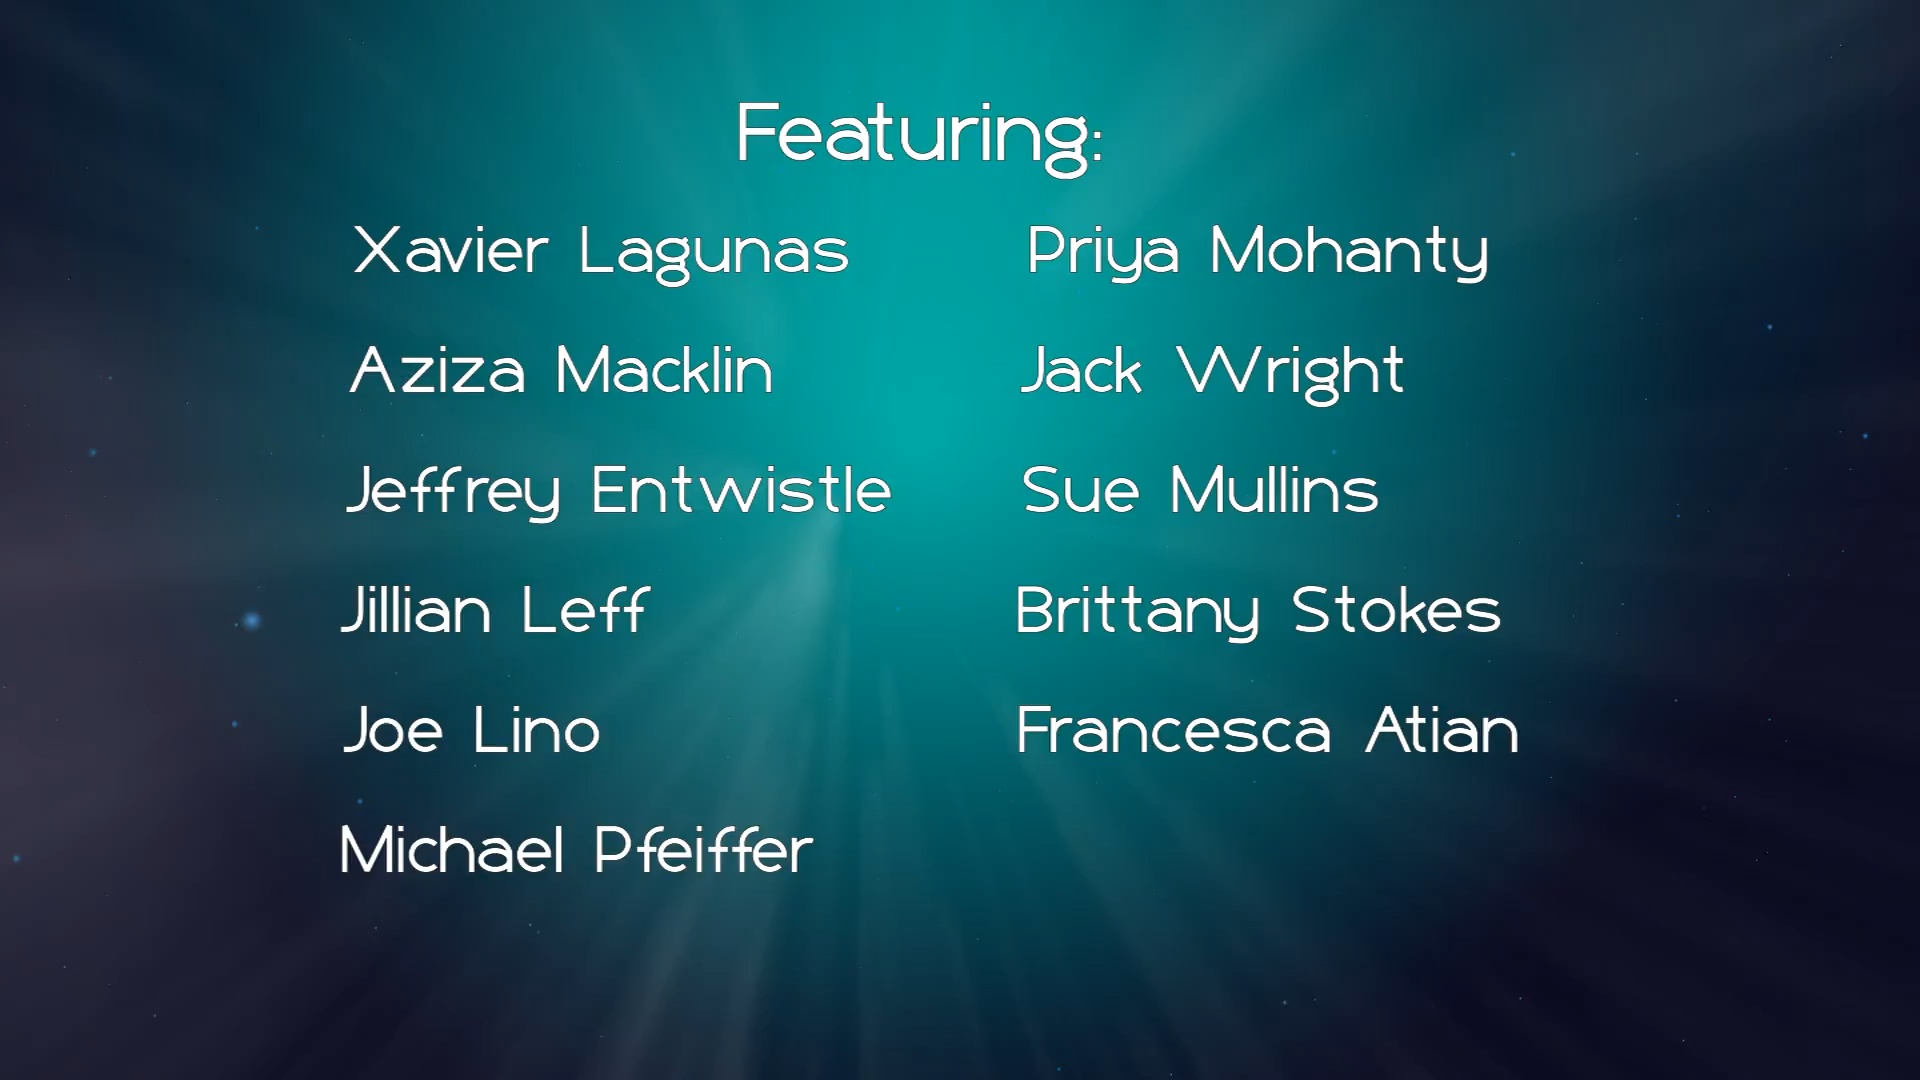 Featuring:
Xavier Lagunas
Aziza Macklin
Jeffrey Entwistle
Jillian Leff
Joe Lino
Michael Pfeiffer
Priya Mohanty
Jack Wright
Sue Mullins
Brittany Stokes
Francesca Atian